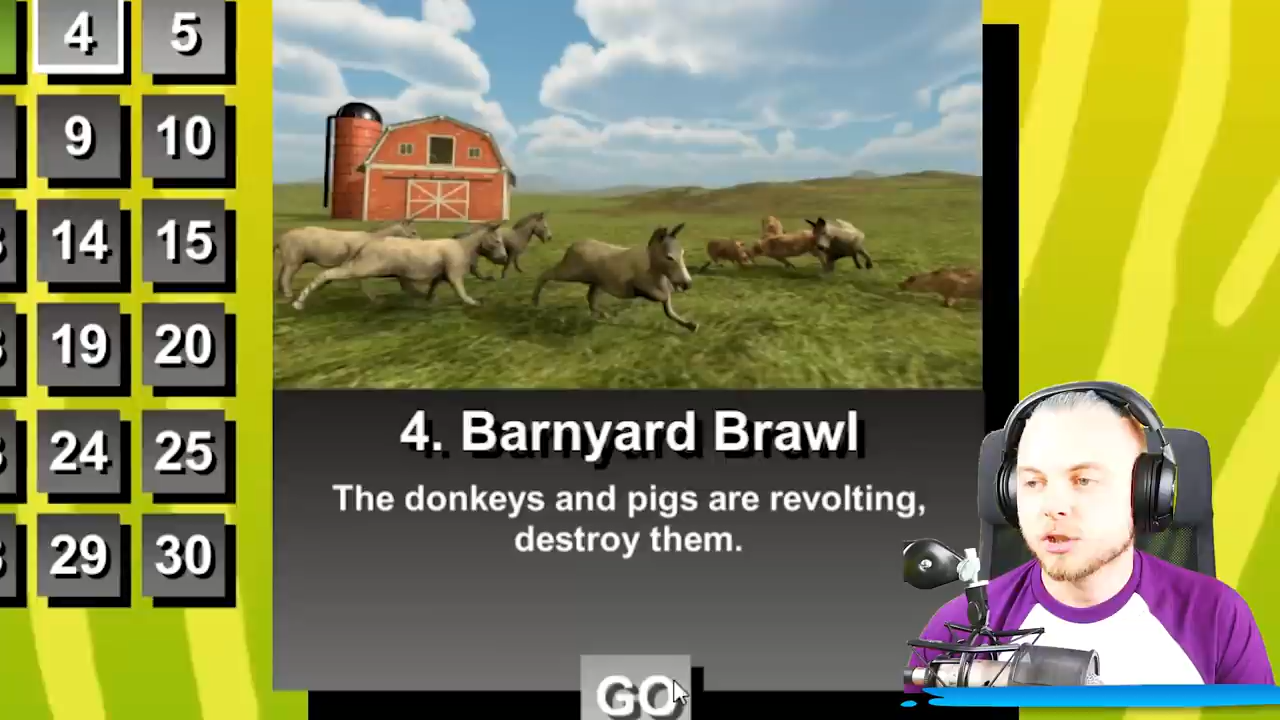 4 5
9 10
14 15
19 20
24 25
29 30
4. Barnyard Brawl
The donkeys and pigs are revolting,
destroy them.
GO